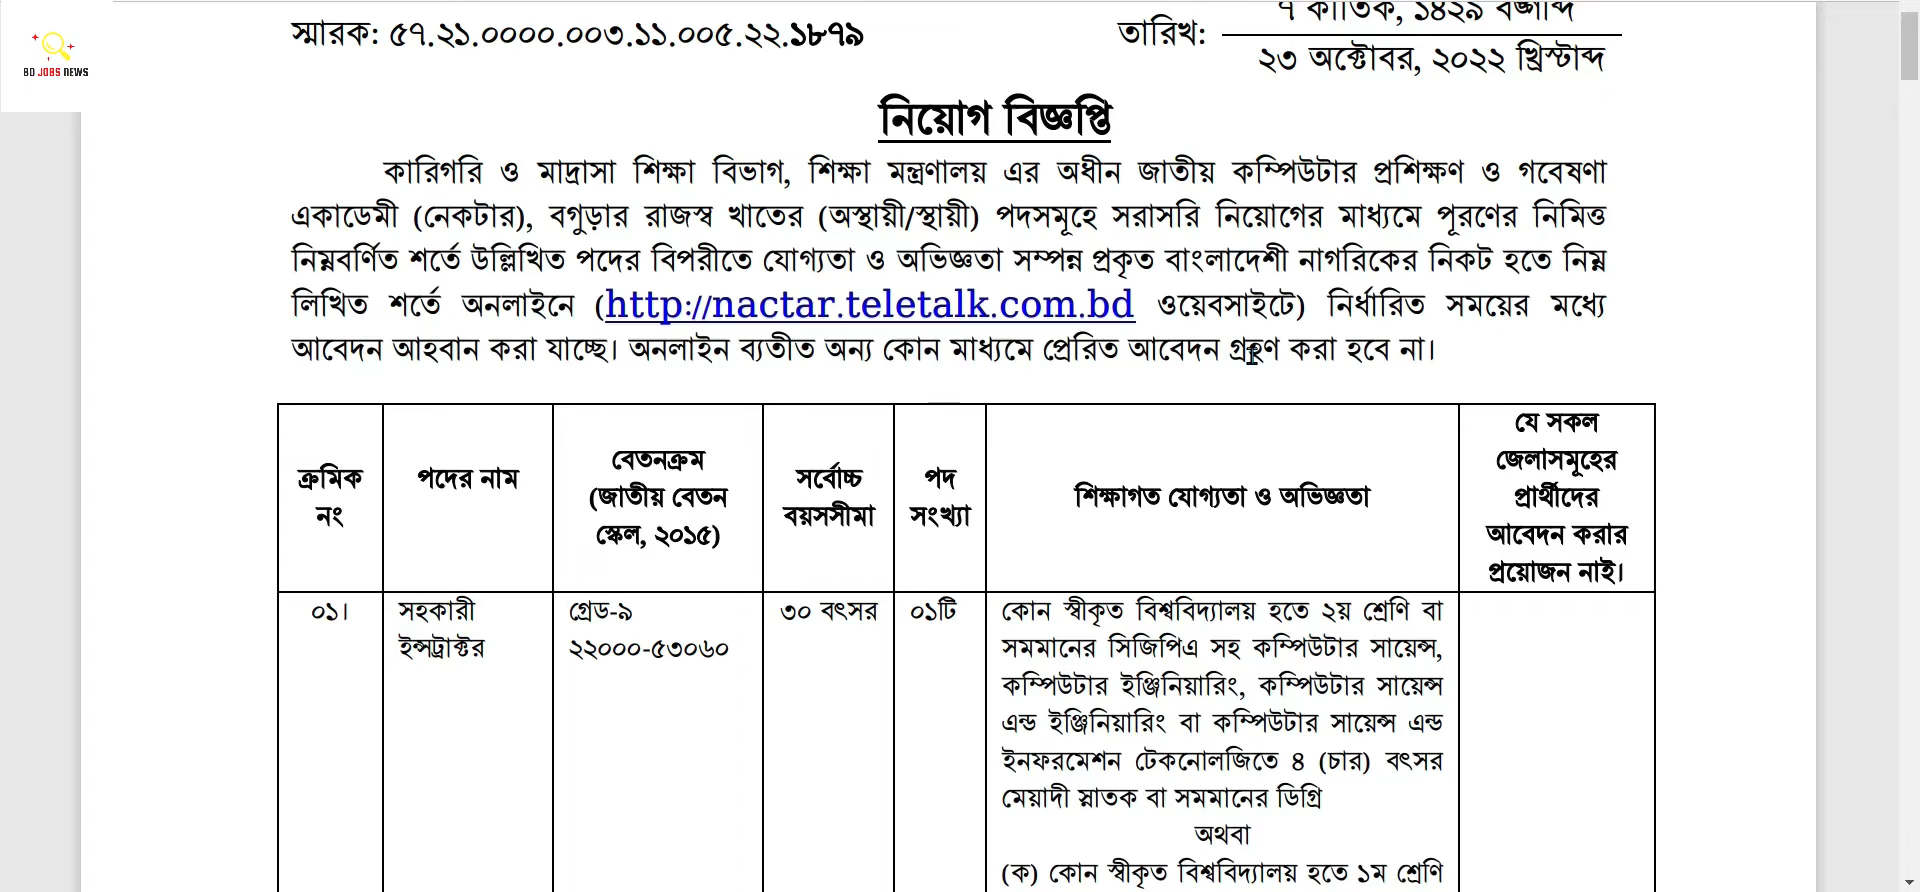 BD JOBS NEWS
স্মারক: ৫৭.২১.০০০০.০০৩.১১.০০৫.২২.১৮৭৯
তারিখ:
৭ কার্তিক, ১৪২৯ বঙ্গাব্দ
২৩ অক্টোবর, ২০২২ খ্রিস্টাব্দ
নিয়োগ বিজ্ঞপ্তি
কারিগরি ও মাদ্রাসা শিক্ষা বিভাগ, শিক্ষা মন্ত্রণালয় এর অধীন জাতীয় কম্পিউটার প্রশিক্ষণ ও গবেষণা
একাডেমী (নেকটার), বগুড়ার রাজস্ব খাতের (অস্থায়ী/স্থায়ী) পদসমূহে সরাসরি নিয়োগের মাধ্যমে পূরণের নিমিত্ত
নিম্নবর্ণিত শর্তে উল্লিখিত পদের বিপরীতে যোগ্যতা ও অভিজ্ঞতা সম্পন্ন প্রকৃত বাংলাদেশী নাগরিকের নিকট হতে নিম্ন
লিখিত শর্তে অনলাইনে (http://nactar.teletalk.com.bd ওয়েবসাইটে) নির্ধারিত সময়ের মধ্যে
আবেদন আহবান করা যাচ্ছে। অনলাইন ব্যতীত অন্য কোন মাধ্যমে প্রেরিত আবেদন গ্রহণ করা হবে না।
ক্রমিক
নং
পদের নাম
বেতনক্রম
(জাতীয় বেতন
স্কেল, ২০১৫)
সর্বোচ্চ
বয়সসীমা
পদ
সংখ্যা
শিক্ষাগত যোগ্যতা ও অভিজ্ঞতা
যে সকল
জেলাসমূহের
প্রার্থীদের
আবেদন করার
প্রয়োজন নাই।
০১।
সহকারী
ইন্সট্রাক্টর
গ্রেড-৯
২২০০০-৫৩০৬০
৩০ বৎসর
০১টি
কোন স্বীকৃত বিশ্ববিদ্যালয় হতে ২য় শ্রেণি বা
সমমানের সিজিপিএ সহ কম্পিউটার সায়েন্স,
কম্পিউটার ইঞ্জিনিয়ারিং, কম্পিউটার সায়েন্স
এন্ড ইঞ্জিনিয়ারিং বা কম্পিউটার সায়েন্স এন্ড
ইনফরমেশন টেকনোলজিতে ৪ (চার) বৎসর
মেয়াদী স্নাতক বা সমমানের ডিগ্রি
অথবা
(ক) কোন স্বীকৃত বিশ্ববিদ্যালয় হতে ১ম শ্রেণি